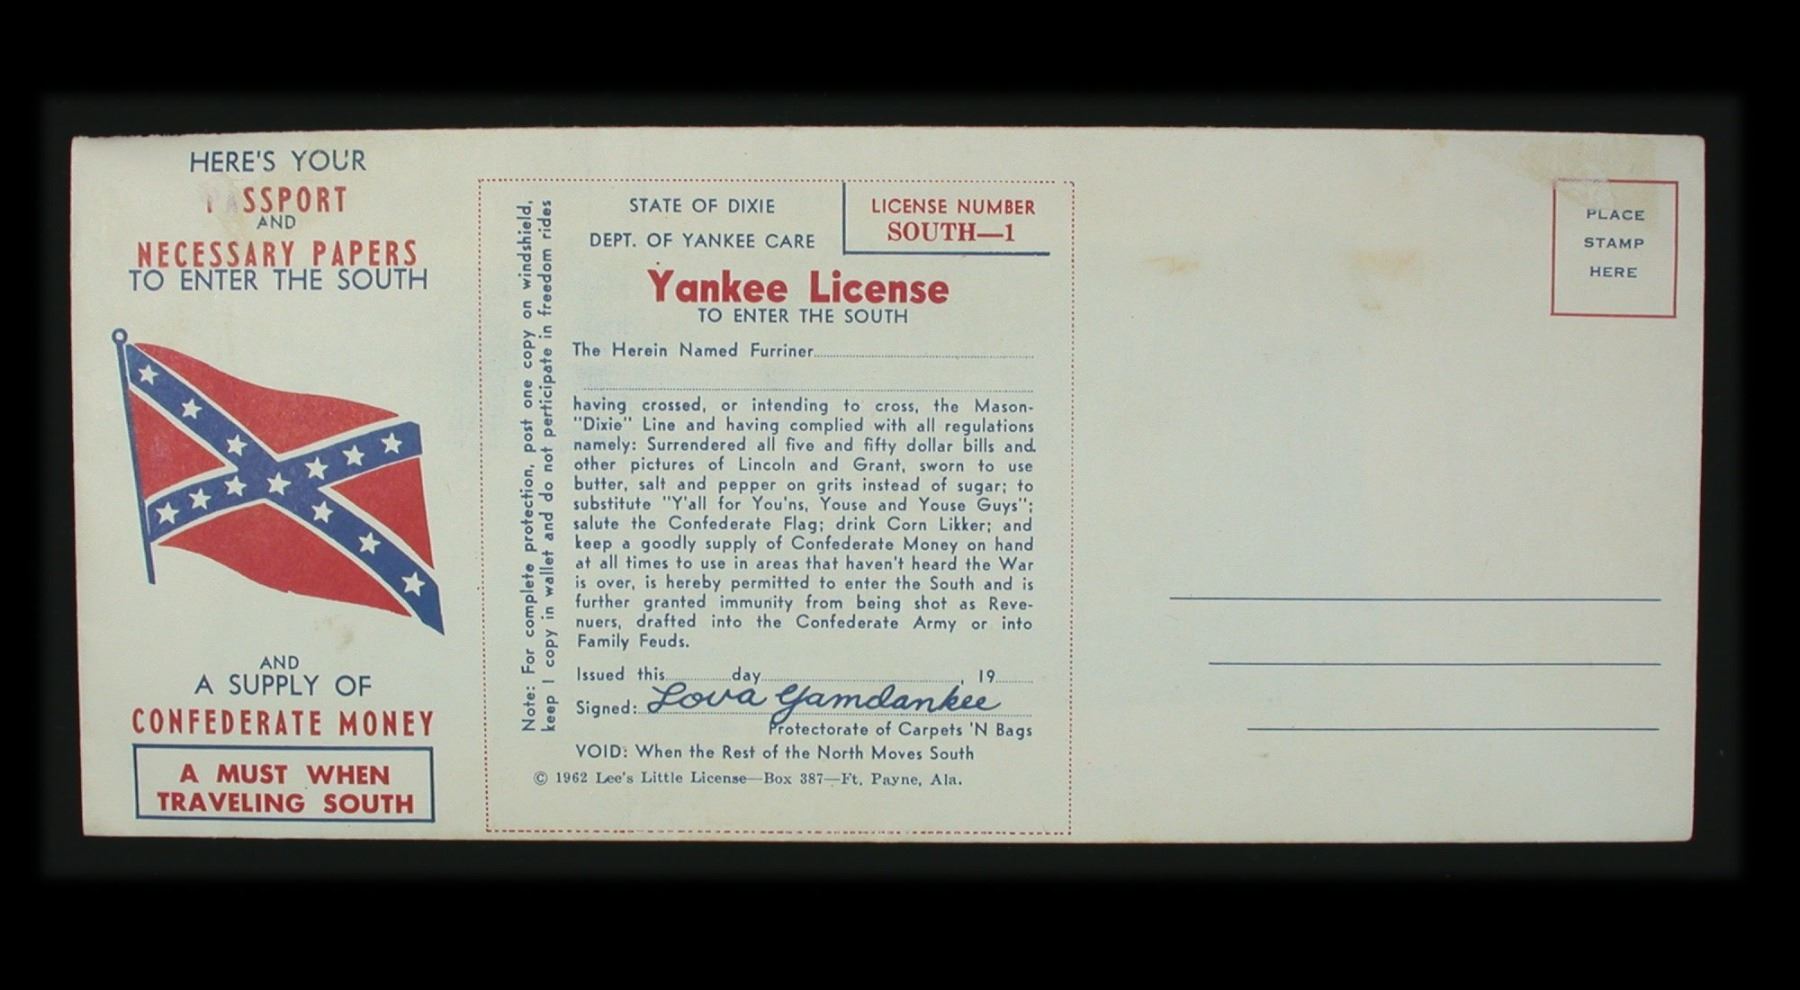 HERE'S YOUR
PASSPORT
AND
NECESSARY PAPERS
TO ENTER THE SOUTH
AND
A SUPPLY OF
CONFEDERATE MONEY
A MUST WHEN
TRAVELING SOUTH
Note: For complete protection, post one copy on windshield,
keep 1 copy in wallet and do not perticipate in freedom rides
STATE OF DIXIE
DEPT. OF YANKEE CARE
LICENSE NUMBER
SOUTH—1
Yankee License
TO ENTER THE SOUTH
The Herein Named Furriner
having crossed, or intending to cross, the Mason-
"Dixie" Line and having complied with all regulations
namely: Surrendered all five and fifty dollar bills and
other pictures of Lincoln and Grant, sworn to use
butter, salt and pepper on grits instead of sugar; to
substitute "Y'all for You'ns, Youse and Youse Guys";
salute the Confederate Flag; drink Corn Likker; and
keep a goodly supply of Confederate Money on hand
at all times to use in areas that haven't heard the War
is over, is hereby permitted to enter the South and is
further granted immunity from being shot as Reve-
nuers, drafted into the Confederate Army or into
Family Feuds.
Issued this day , 19
Signed: Lova Yamdankee
Protectorate of Carpets 'N Bags
VOID: When the Rest of the North Moves South
© 1962 Lee's Little License—Box 387—Ft. Payne, Ala.
PLACE
STAMP
HERE